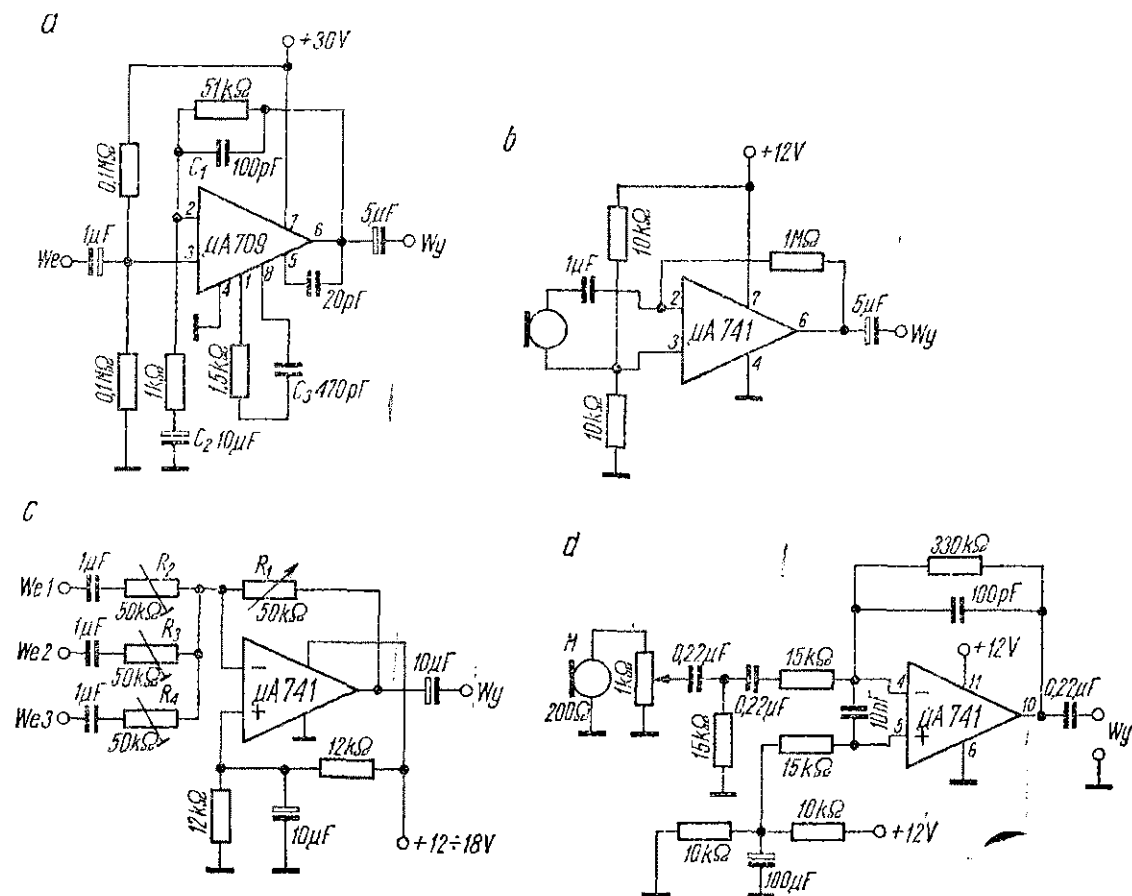 a
+30V
51kΩ
C₁ 100pF
0,1MΩ
We 1μF
2
3
μA709
7
6
5
4
1
8
5μF Wy
20pF
0,1MΩ
1kΩ
1,5kΩ
C₃ 470pF
C₂ 10μF
b
+12V
10kΩ
1MΩ
1μF
2
3
μA741
7
6
4
5μF Wy
10kΩ
c
We1 1μF R₂ 50kΩ
We2 1μF R₃ 50kΩ
We3 1μF R₄ 50kΩ
R₁ 50kΩ
−
+
μA741
10μF Wy
12kΩ
12kΩ
10μF
+12÷18V
d
330kΩ
100pF
M
200Ω
1kΩ
0,22μF
0,22μF
15kΩ
15kΩ
15kΩ
+12V
4 −
5 +
μA741
11
10
6
0,22μF
Wy
10kΩ
10kΩ
+12V
100μF